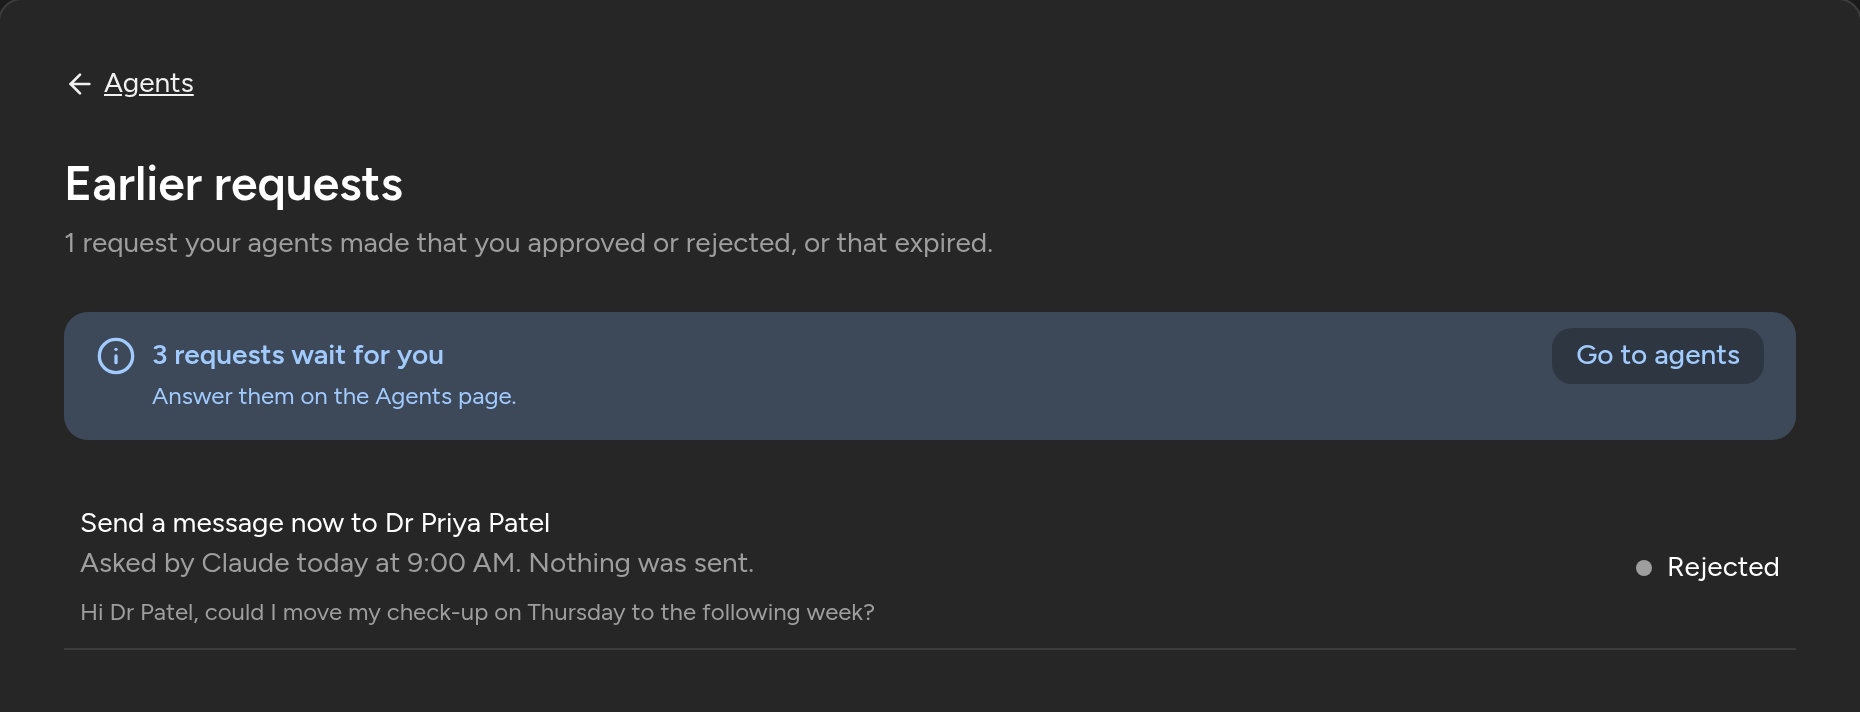 Agents
Earlier requests
1 request your agents made that you approved or rejected, or that expired.
3 requests wait for you
Go to agents
Answer them on the Agents page.
Send a message now to Dr Priya Patel
Asked by Claude today at 9:00 AM. Nothing was sent.
Rejected
Hi Dr Patel, could I move my check-up on Thursday to the following week?